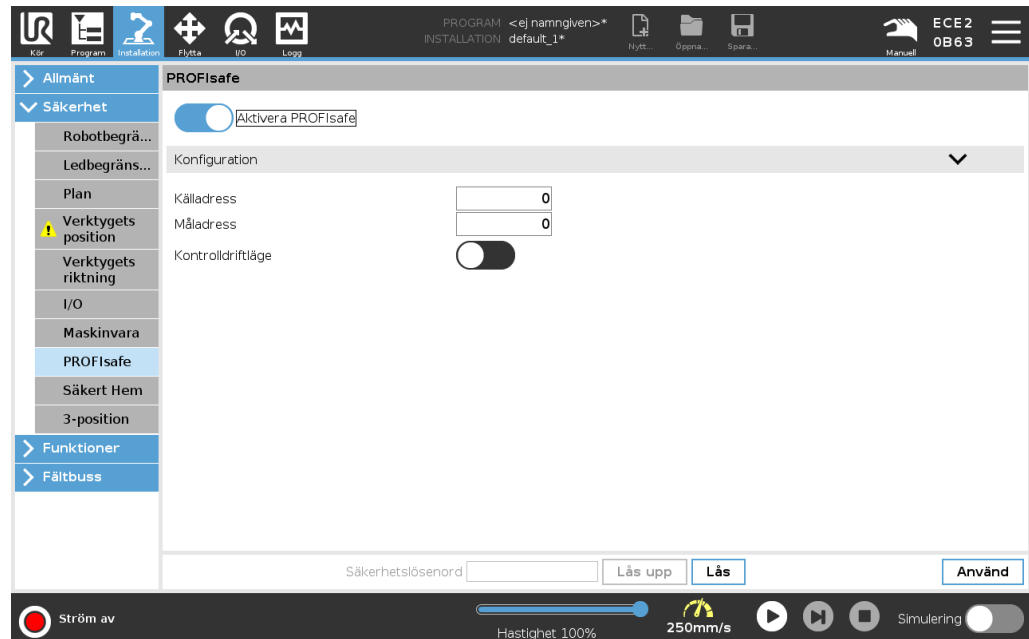 PROGRAM <ej namngiven>*
INSTALLATION default_1*
Kör
Program
Installation
Flytta
I/O
Logg
Nytt...
Öppna...
Spara...
Manuell
ECE2
0B63
Allmänt
Säkerhet
Robotbegrä...
Ledbegräns...
Plan
Verktygets
position
Verktygets
riktning
I/O
Maskinvara
PROFIsafe
Säkert Hem
3-position
Funktioner
Fältbuss
PROFIsafe
Aktivera PROFIsafe
Konfiguration
Källadress 0
Måladress 0
Kontrolldriftläge
Säkerhetslösenord
Lås upp
Lås
Använd
Ström av
Hastighet 100%
250mm/s
Simulering